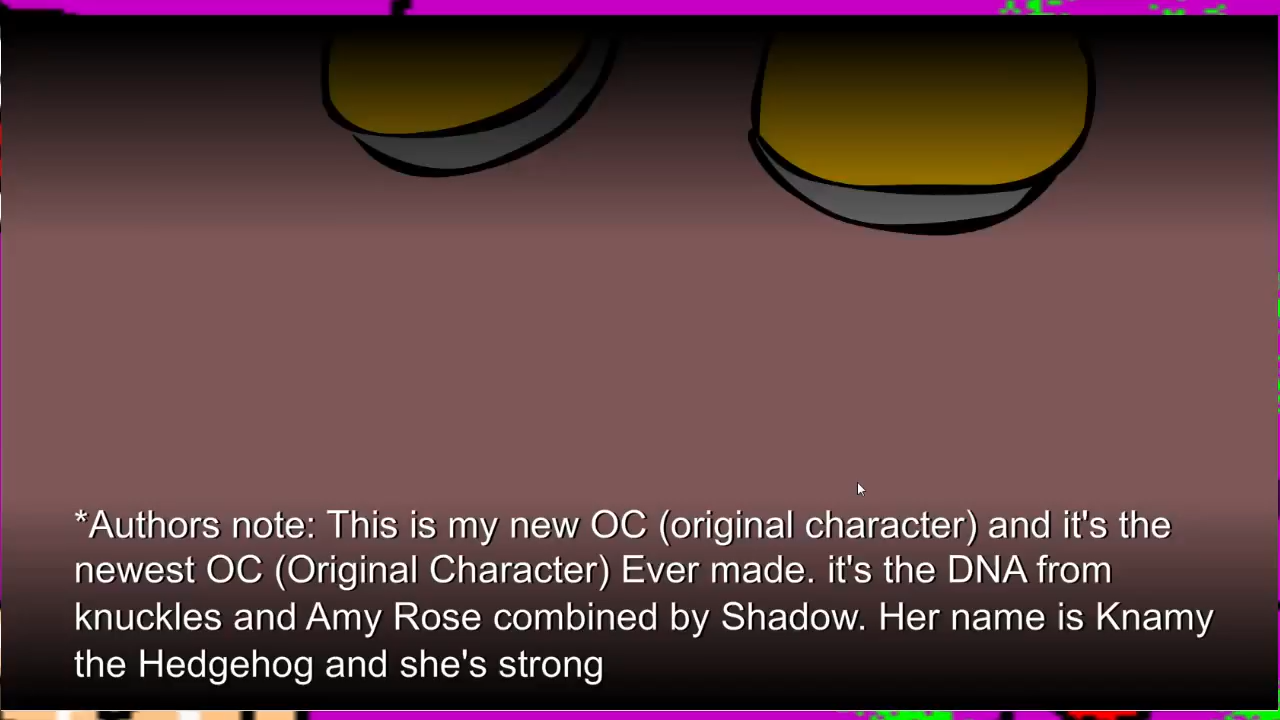 *Authors note: This is my new OC (original character) and it's the
newest OC (Original Character) Ever made. it's the DNA from
knuckles and Amy Rose combined by Shadow. Her name is Knamy
the Hedgehog and she's strong